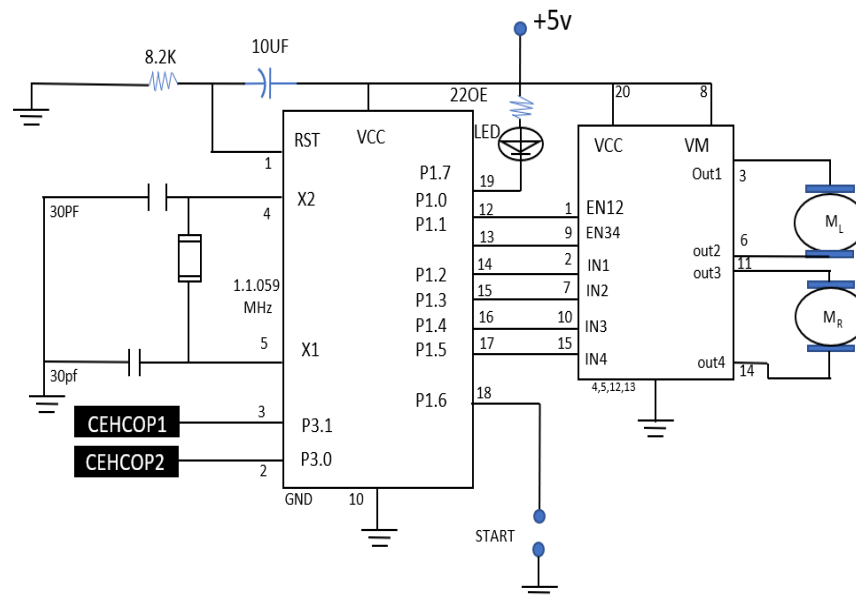 +5v
8.2K
10UF
22OE
20
8
LED
RST
VCC
VCC
VM
1
P1.7
Out1
3
19
X2
P1.0
12
1
EN12
4
P1.1
30PF
13
9
EN34
out2
6
14
2
IN1
out3
11
P1.2
1.1.059
MHz
15
7
IN2
P1.3
16
10
IN3
P1.4
5
X1
17
15
IN4
P1.5
out4
14
30pf
4,5,12,13
M L
M R
18
P1.6
CEHCOP1
3
P3.1
CEHCOP2
2
P3.0
GND
10
START